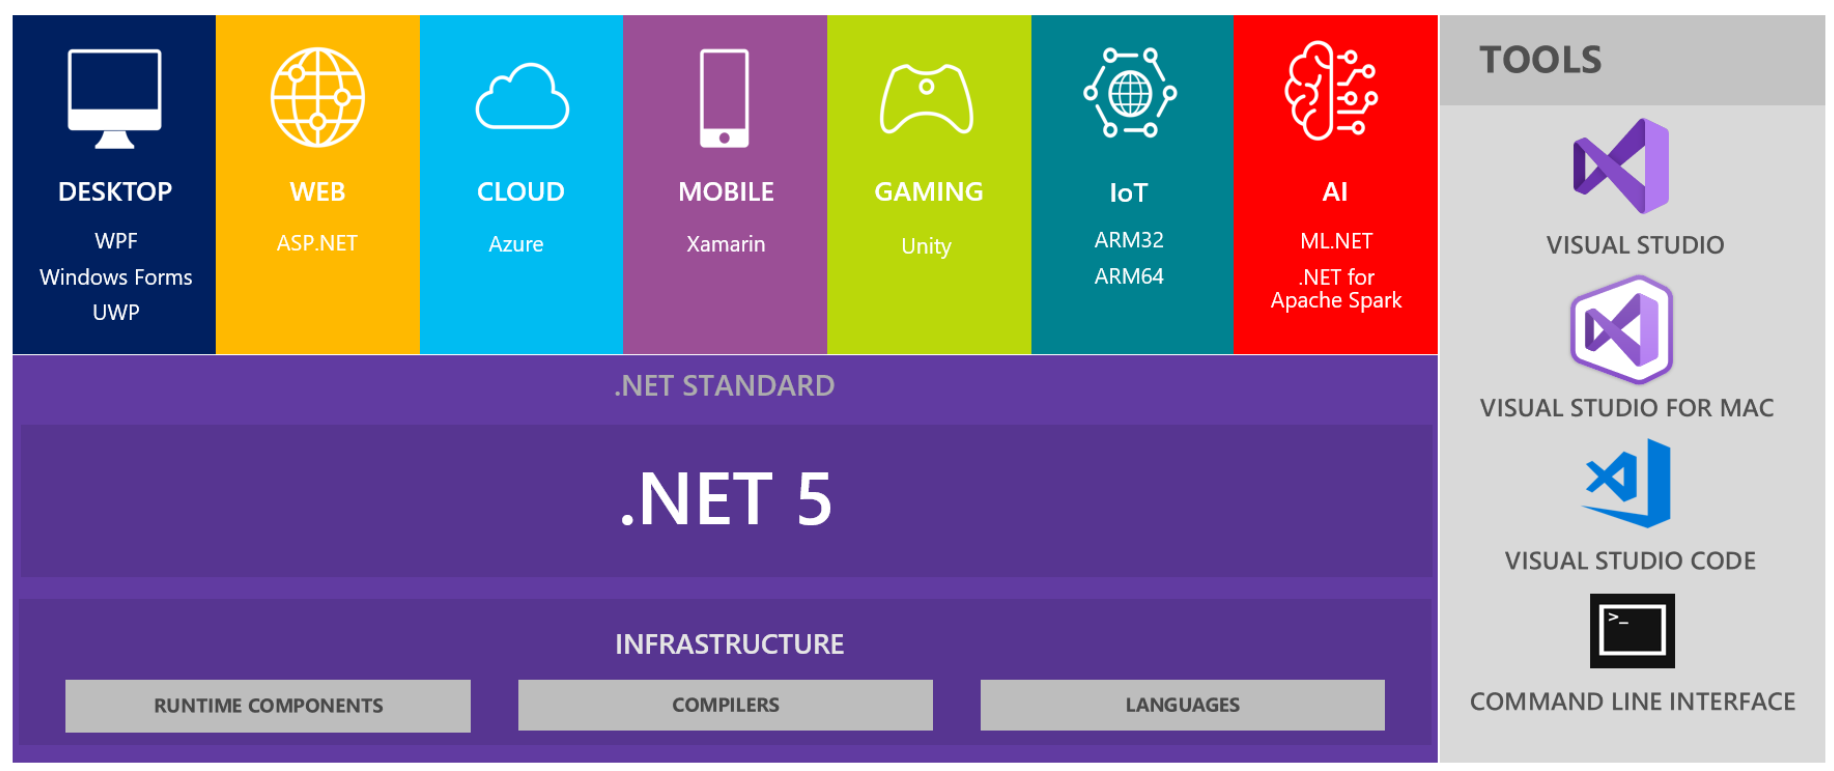 DESKTOP
WPF
Windows Forms
UWP
WEB
ASP.NET
CLOUD
Azure
MOBILE
Xamarin
GAMING
Unity
IoT
ARM32
ARM64
AI
ML.NET
.NET for
Apache Spark
.NET STANDARD
.NET 5
INFRASTRUCTURE
RUNTIME COMPONENTS
COMPILERS
LANGUAGES
TOOLS
VISUAL STUDIO
VISUAL STUDIO FOR MAC
VISUAL STUDIO CODE
>_
COMMAND LINE INTERFACE